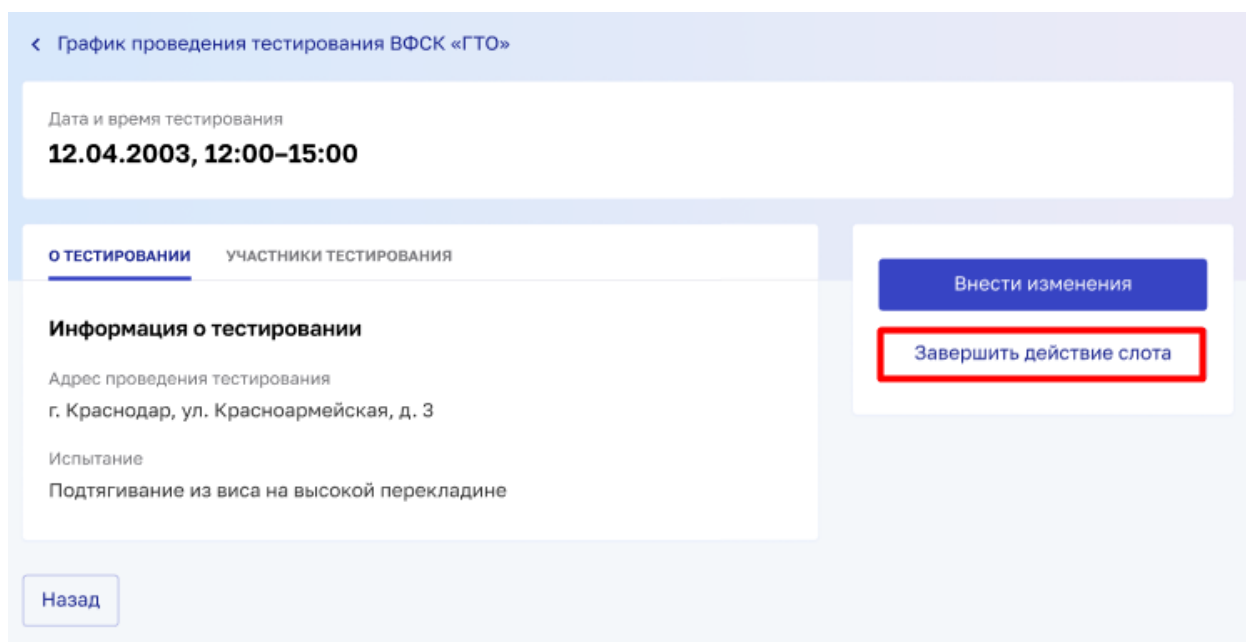 График проведения тестирования ВФСК «ГТО»
Дата и время тестирования
12.04.2003, 12:00–15:00
О ТЕСТИРОВАНИИ УЧАСТНИКИ ТЕСТИРОВАНИЯ
Информация о тестировании
Адрес проведения тестирования
г. Краснодар, ул. Красноармейская, д. 3
Испытание
Подтягивание из виса на высокой перекладине
Внести изменения
Завершить действие слота
Назад